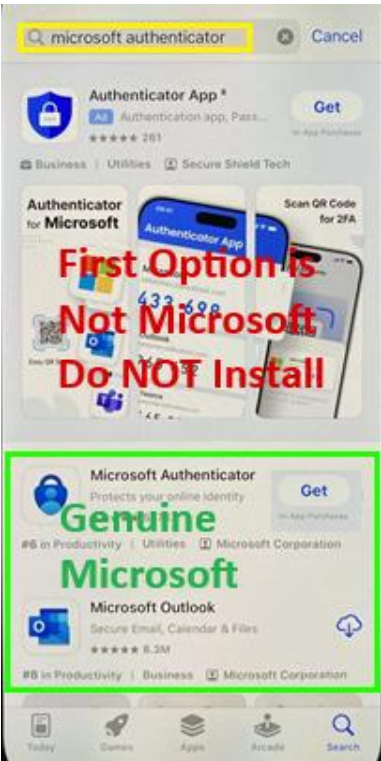 microsoft authenticator
Cancel
Authenticator App *
Ad Authentication app, Pass...
Get
261
In-App Purchases
Business | Utilities | Secure Shield Tech
Authenticator
for Microsoft
Authenticator App
Scan QR Code
for 2FA
First Option is
Not Microsoft
Do NOT Install
433 698
Outlook
Microsoft Authenticator
Protects your online identity
Get
In-App Purchases
Genuine
Microsoft
#6 in Productivity | Utilities | Microsoft Corporation
Microsoft Outlook
Secure Email, Calendar & Files
#8 in Productivity | Business | Microsoft Corporation
Today
Games
Apps
Arcade
Search